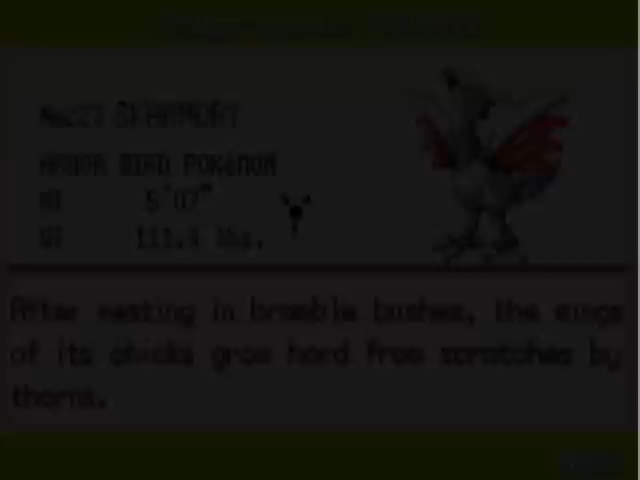 SKARMORY
ARMOR BIRD POKéMON
HT 5'07"
WT 111.3 lbs.
After nesting in bramble bushes, the wings
of its chicks grow hard from scratches by
thorns.